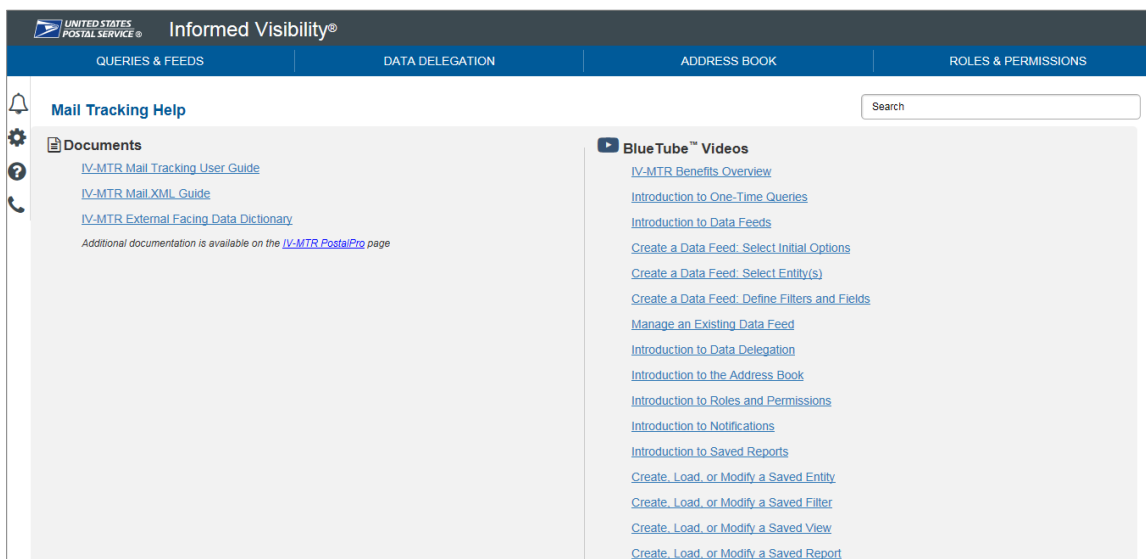 UNITED STATES
POSTAL SERVICE ®
Informed Visibility®
QUERIES & FEEDS
DATA DELEGATION
ADDRESS BOOK
ROLES & PERMISSIONS
Mail Tracking Help
Search
Documents
IV-MTR Mail Tracking User Guide
IV-MTR Mail.XML Guide
IV-MTR External Facing Data Dictionary
Additional documentation is available on the IV-MTR PostalPro page
BlueTube™ Videos
IV-MTR Benefits Overview
Introduction to One-Time Queries
Introduction to Data Feeds
Create a Data Feed: Select Initial Options
Create a Data Feed: Select Entity(s)
Create a Data Feed: Define Filters and Fields
Manage an Existing Data Feed
Introduction to Data Delegation
Introduction to the Address Book
Introduction to Roles and Permissions
Introduction to Notifications
Introduction to Saved Reports
Create, Load, or Modify a Saved Entity
Create, Load, or Modify a Saved Filter
Create, Load, or Modify a Saved View
Create, Load, or Modify a Saved Report